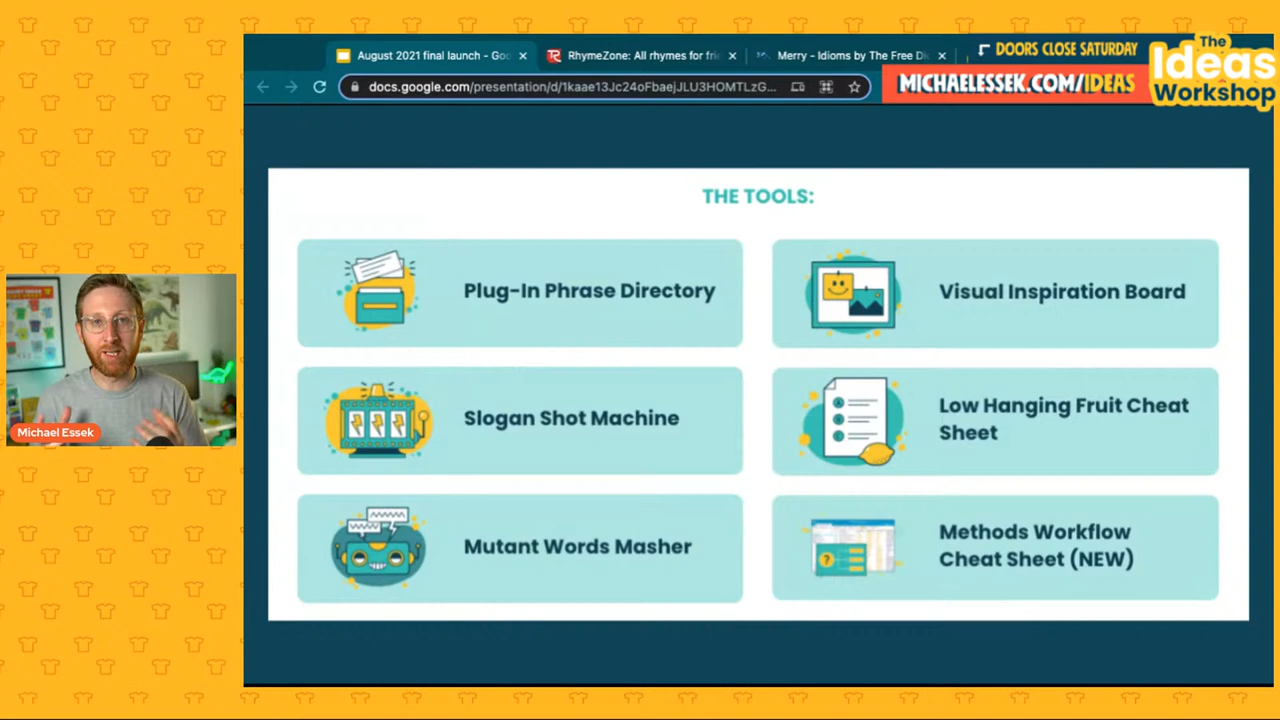 August 2021 final launch - Goo
RhymeZone: All rhymes for frie
Merry - Idioms by The Free Di
DOORS CLOSE SATURDAY
The
Ideas
Workshop
docs.google.com/presentation/d/1kaae13Jc24oFbaejJLU3HOMTLzG...
MICHAELESSEK.COM/IDEAS
THE TOOLS:
Plug-In Phrase Directory
Visual Inspiration Board
Slogan Shot Machine
Low Hanging Fruit Cheat
Sheet
Mutant Words Masher
Methods Workflow
Cheat Sheet (NEW)
Michael Essek